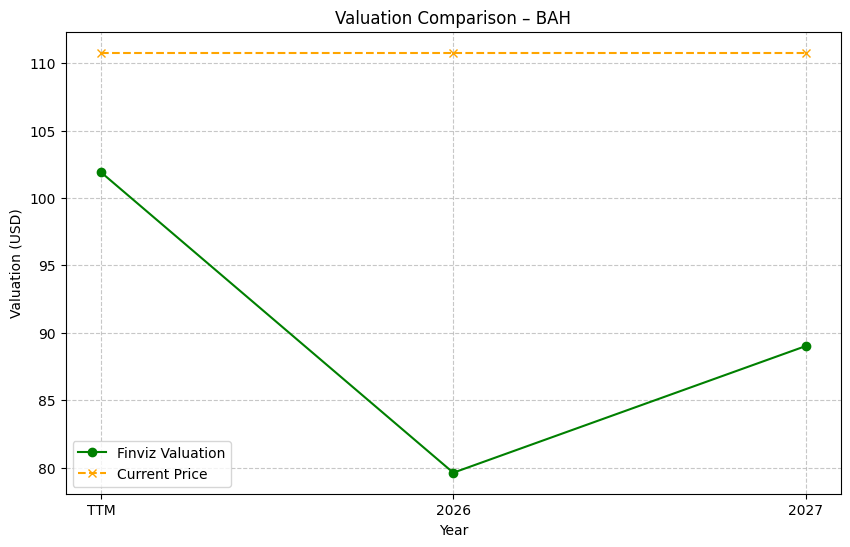 Valuation Comparison – BAH
Valuation (USD)
110
105
100
95
90
85
80
Finviz Valuation
Current Price
TTM
2026
2027
Year